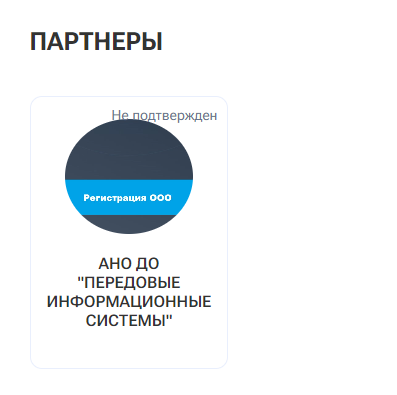 ПАРТНЕРЫ
Не подтвержден
Регистрация ООО
АНО ДО
"ПЕРЕДОВЫЕ
ИНФОРМАЦИОННЫЕ
СИСТЕМЫ"